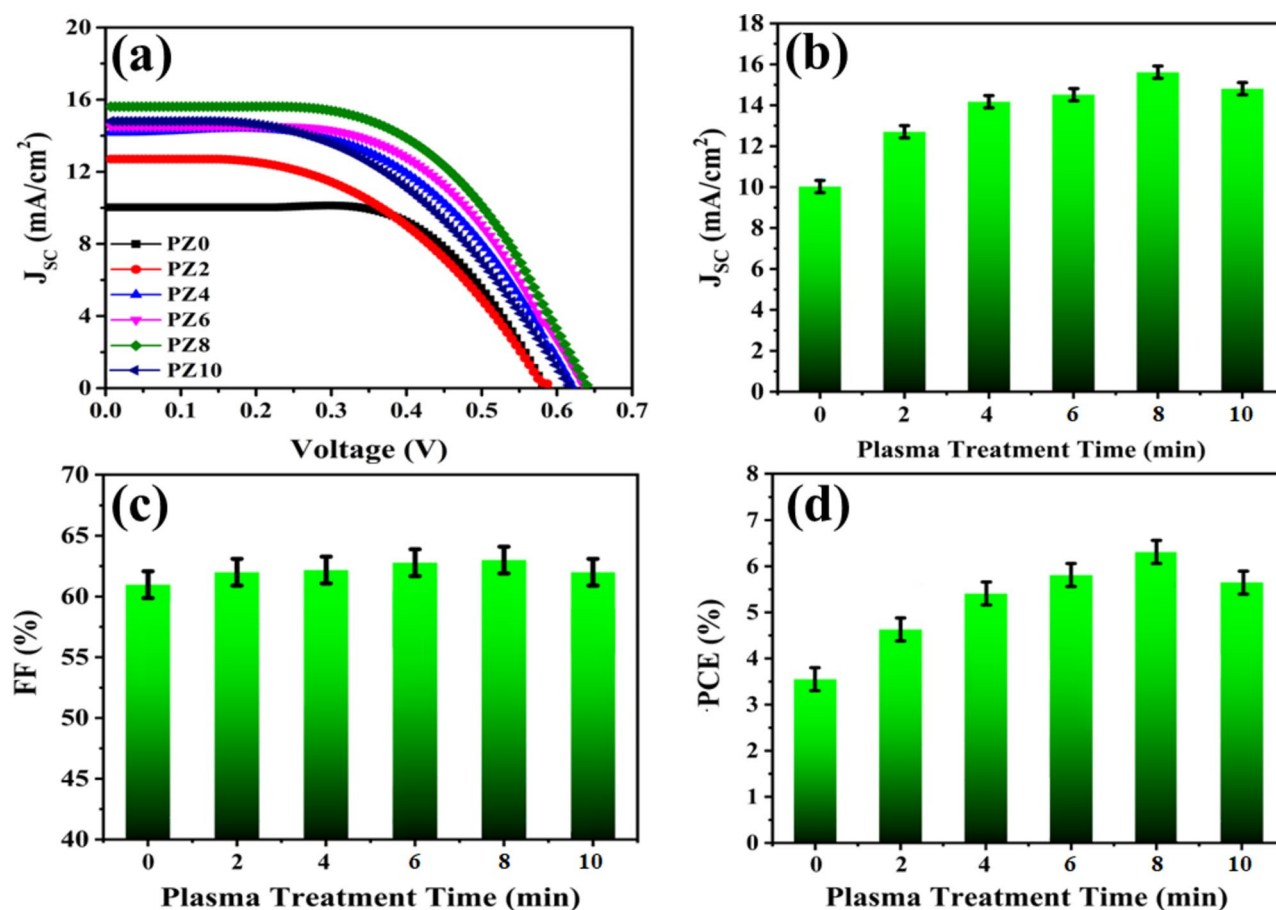 (a)
20
16
12
8
4
0
J_SC (mA/cm²)
PZ0
PZ2
PZ4
PZ6
PZ8
PZ10
0.0 0.1 0.2 0.3 0.4 0.5 0.6 0.7
Voltage (V)
(b)
18
16
14
12
10
8
6
4
2
0
J_SC (mA/cm²)
0 2 4 6 8 10
Plasma Treatment Time (min)
(c)
70
65
60
55
50
45
40
FF (%)
0 2 4 6 8 10
Plasma Treatment Time (min)
(d)
8
7
6
5
4
3
2
1
0
PCE (%)
0 2 4 6 8 10
Plasma Treatment Time (min)